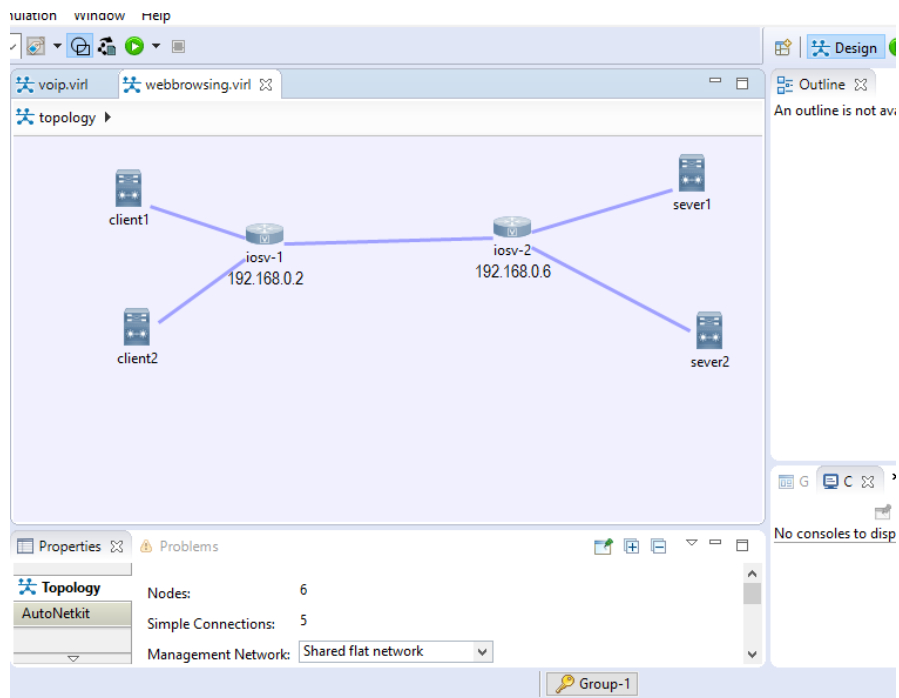 mulation Window Help
Design
voip.virl webbrowsing.virl
Outline
topology
An outline is not ava
client1
sever1
iosv-1
192.168.0.2
iosv-2
192.168.0.6
client2
sever2
G C
No consoles to disp
Properties Problems
Topology
AutoNetkit
Nodes: 6
Simple Connections: 5
Management Network: Shared flat network
Group-1